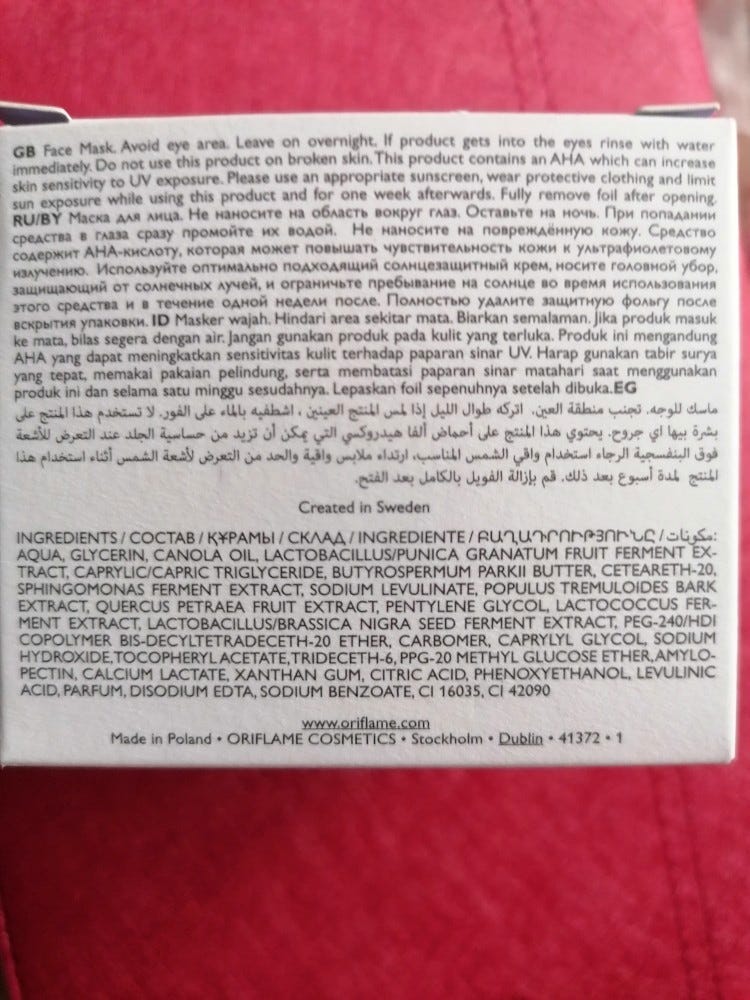 GB Face Mask. Avoid eye area. Leave on overnight. If product gets into the eyes rinse with water
immediately. Do not use this product on broken skin. This product contains an AHA which can increase
skin sensitivity to UV exposure. Please use an appropriate sunscreen, wear protective clothing and limit
sun exposure while using this product and for one week afterwards. Fully remove foil after opening.
RU/BY Маска для лица. Не наносите на область вокруг глаз. Оставьте на ночь. При попадании
средства в глаза сразу промойте их водой. Не наносите на повреждённую кожу. Средство
содержит АНА-кислоту, которая может повышать чувствительность кожи к ультрафиолетовому
излучению. Используйте оптимально подходящий солнцезащитный крем, носите головной убор,
защищающий от солнечных лучей, и ограничьте пребывание на солнце во время использования
этого средства и в течение одной недели после. Полностью удалите защитную фольгу после
вскрытия упаковки. ID Masker wajah. Hindari area sekitar mata. Biarkan semalaman. Jika produk masuk
ke mata, bilas segera dengan air. Jangan gunakan produk pada kulit yang terluka. Produk ini mengandung
AHA yang dapat meningkatkan sensitivitas kulit terhadap paparan sinar UV. Harap gunakan tabir surya
yang tepat, memakai pakaian pelindung, serta membatasi paparan sinar matahari saat menggunakan
produk ini dan selama satu minggu sesudahnya. Lepaskan foil sepenuhnya setelah dibuka. EG
ماسك للوجه. تجنب منطقة العين. اتركه طوال الليل إذا لمس المنتج العينين ، اشطفيه بالماء على الفور. لا تستخدم هذا المنتج على
بشرة بيها اي جروح. يحتوي هذا المنتج على أحماض ألفا هيدروكسي التي يمكن أن تزيد من حساسية الجلد عند التعرض للأشعة
فوق البنفسجية الرجاء استخدام واقي الشمس المناسب، ارتداء ملابس واقية والحد من التعرض لأشعة الشمس أثناء استخدام هذا
المنتج لمدة أسبوع بعد ذلك. قم بإزالة الفويل بالكامل بعد الفتح.
Created in Sweden
INGREDIENTS / СОСТАВ / ҚҰРАМЫ / СКЛАД / INGREDIENTE / ԲԱՂԱԴՐՈՒԹՅՈՒՆԸ / مكونات:
AQUA, GLYCERIN, CANOLA OIL, LACTOBACILLUS/PUNICA GRANATUM FRUIT FERMENT EX-
TRACT, CAPRYLIC/CAPRIC TRIGLYCERIDE, BUTYROSPERMUM PARKII BUTTER, CETEARETH-20,
SPHINGOMONAS FERMENT EXTRACT, SODIUM LEVULINATE, POPULUS TREMULOIDES BARK
EXTRACT, QUERCUS PETRAEA FRUIT EXTRACT, PENTYLENE GLYCOL, LACTOCOCCUS FER-
MENT EXTRACT, LACTOBACILLUS/BRASSICA NIGRA SEED FERMENT EXTRACT, PEG-240/HDI
COPOLYMER BIS-DECYLTETRADECETH-20 ETHER, CARBOMER, CAPRYLYL GLYCOL, SODIUM
HYDROXIDE, TOCOPHERYL ACETATE, TRIDECETH-6, PPG-20 METHYL GLUCOSE ETHER, AMYLO-
PECTIN, CALCIUM LACTATE, XANTHAN GUM, CITRIC ACID, PHENOXYETHANOL, LEVULINIC
ACID, PARFUM, DISODIUM EDTA, SODIUM BENZOATE, CI 16035, CI 42090
www.oriflame.com
Made in Poland • ORIFLAME COSMETICS • Stockholm • Dublin • 41372 • 1